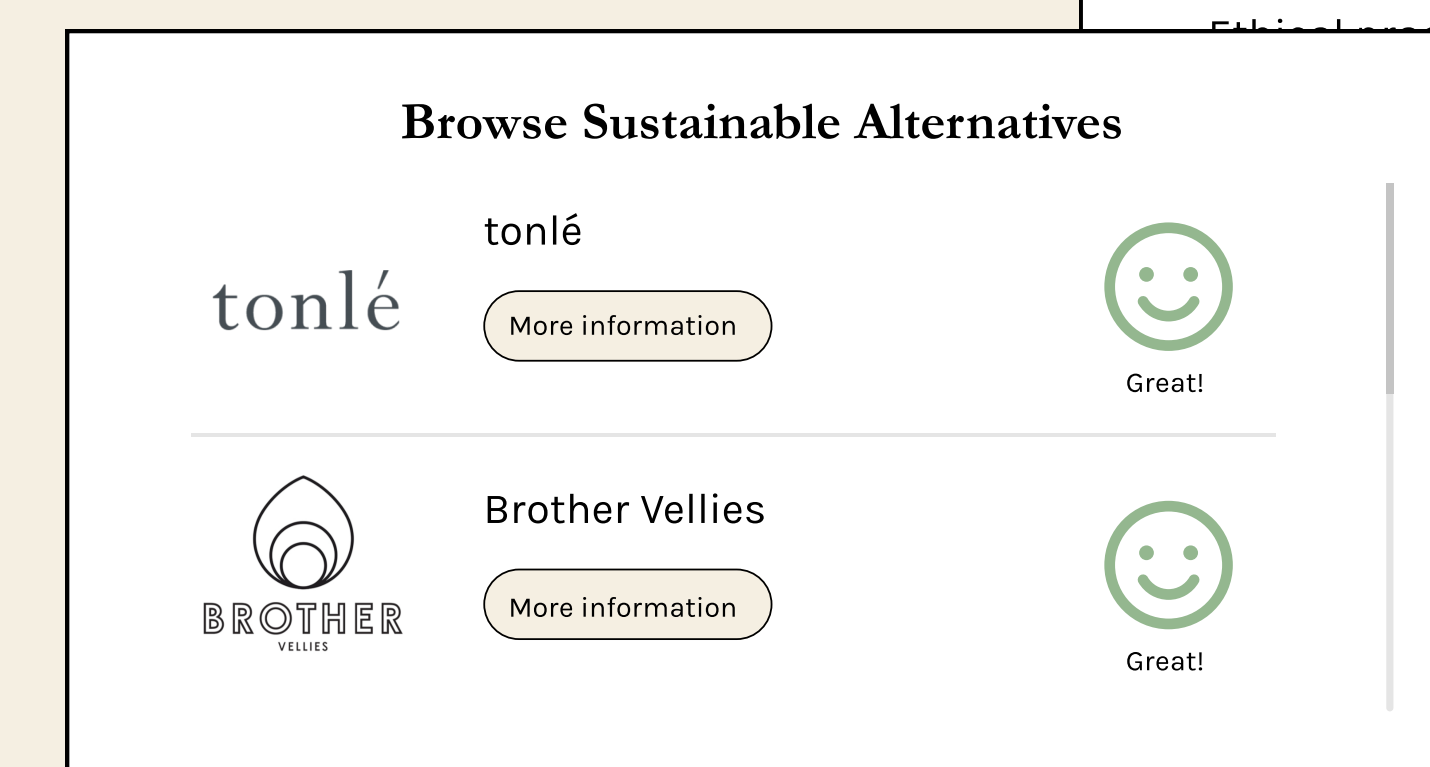 Browse Sustainable Alternatives
tonlé
tonlé
More information
Great!
BROTHER
VELLIES
Brother Vellies
More information
Great!